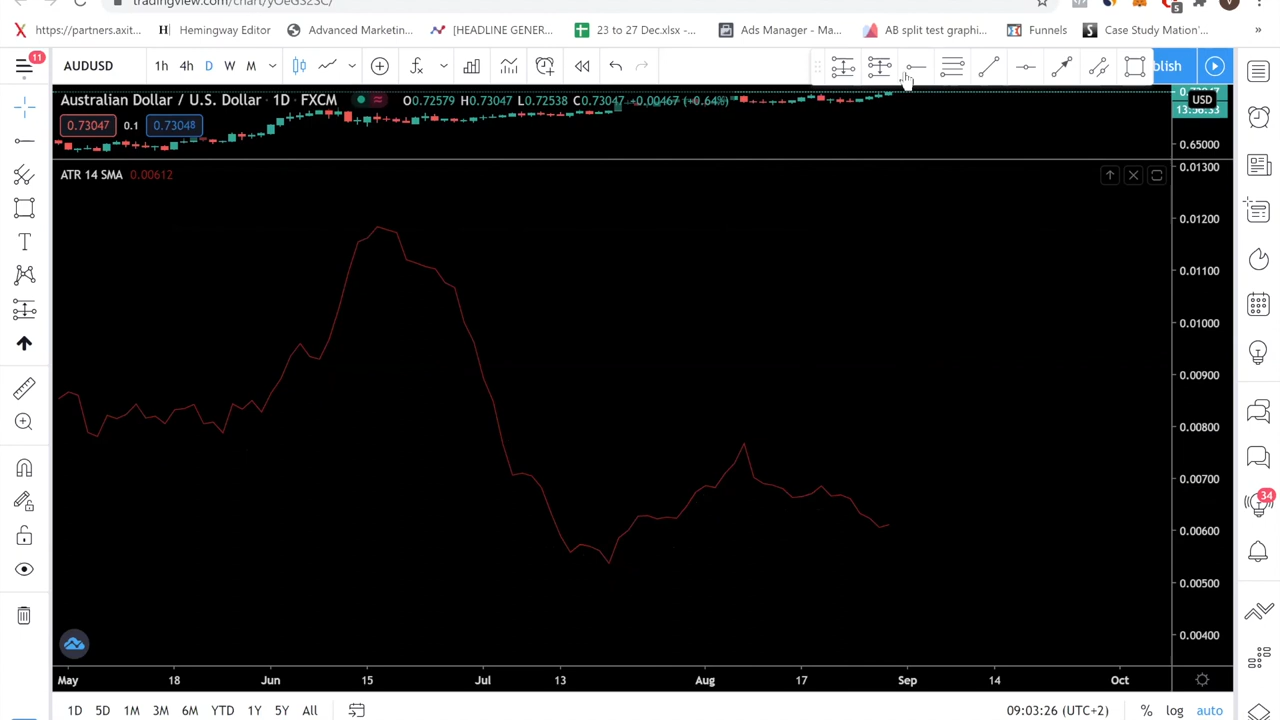 tradingview.com/chart/yOeG32SC/
5
V
https://partners.axit...
Hemingway Editor
Advanced Marketin...
[HEADLINE GENER...
23 to 27 Dec.xlsx -...
Ads Manager - Ma...
AB split test graphi...
Funnels
Case Study Mation'...
»
11
AUDUSD
1h
4h
D
W
M
blish
Australian Dollar / U.S. Dollar · 1D · FXCM
O0.72579 H0.73047 L0.72538 C0.73047 +0.00467 (+0.64%)
USD
73047 0.1 0.73048
0.65000
ATR 14 SMA 0.00612
0.01300
0.01200
0.01100
0.01000
0.00900
0.00800
0.00700
34
0.00600
0.00500
0.00400
May 18 Jun 15 Jul 13 Aug 17 Sep 14 Oct
1D 5D 1M 3M 6M YTD 1Y 5Y All
09:03:26 (UTC+2)
% log auto